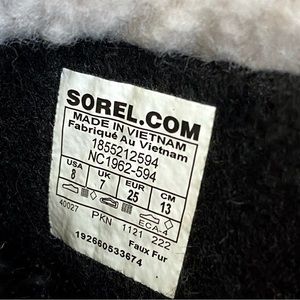 SOREL.COM
MADE IN VIETNAM
Fabriqué Au Vietnam
1855212594
NC1962-594
USA UK EUR CM
8 7 25 13
ECA-4
40027 PKN 1121 222
Faux Fur
192660533674